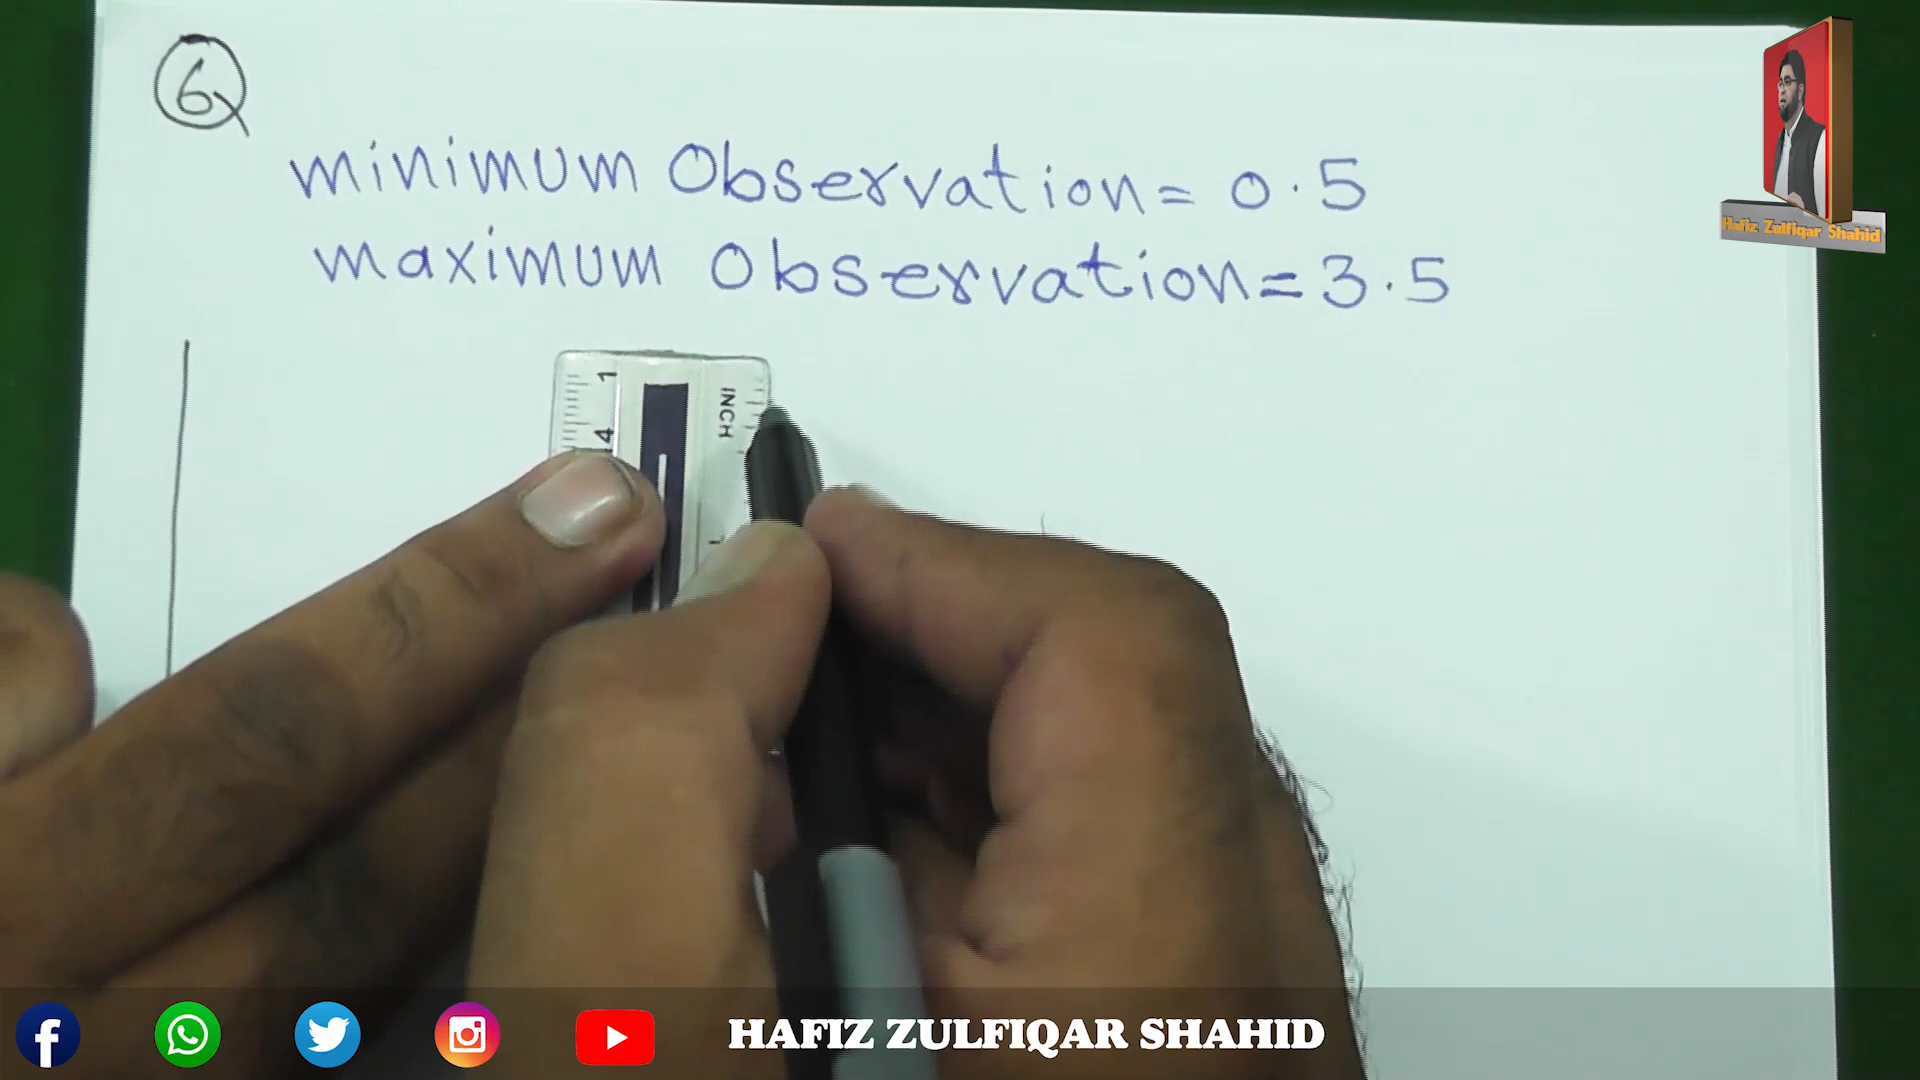 6
minimum Observation = 0.5
maximum Observation = 3.5
1
4
INCH
Hafiz Zulfiqar Shahid
HAFIZ ZULFIQAR SHAHID